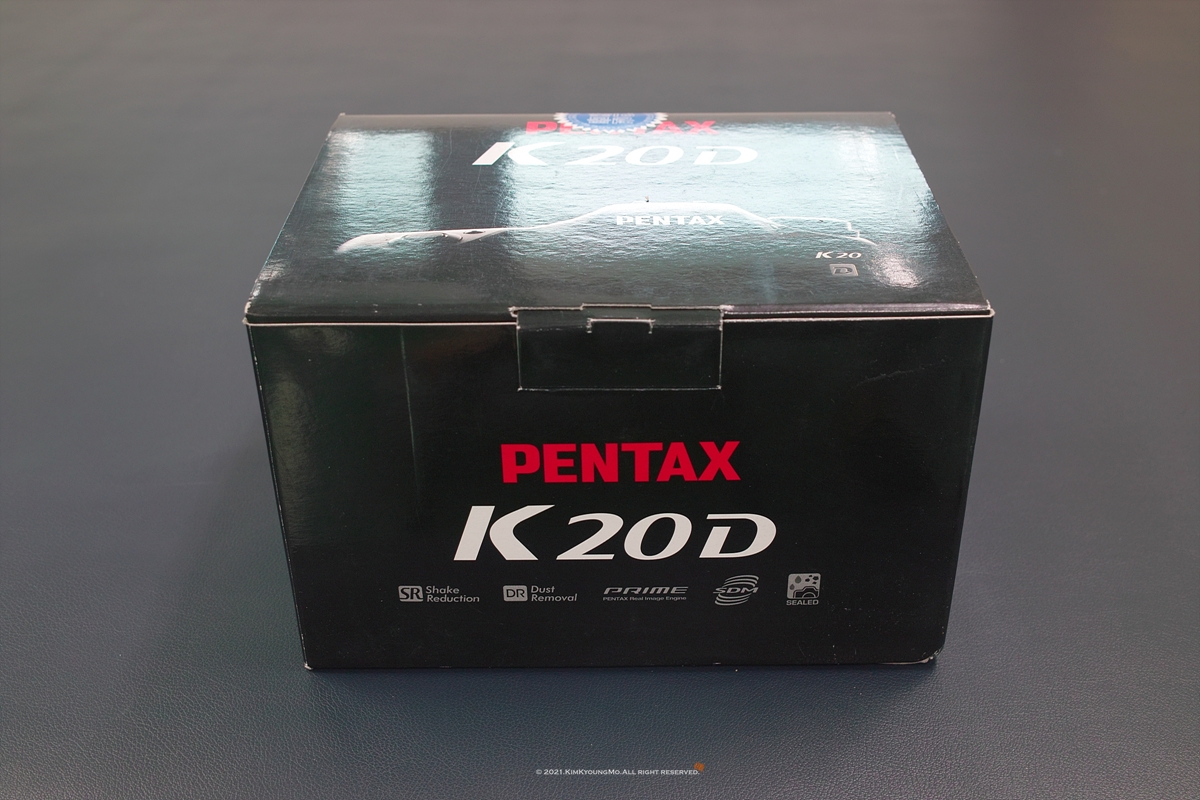 PENTAX
K20D
PENTAX
K20
D
PENTAX
K20D
SR Shake Reduction
DR Dust Removal
PRIME
PENTAX Real Image Engine
SDM
SEALED
© 2021.KimKyoungMo.All right reserved.